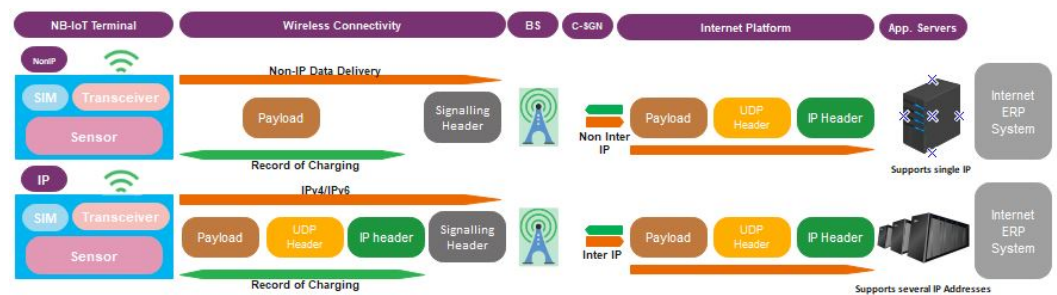 NB-IoT Terminal
Wireless Connectivity
BS
C-SGN
Internet Platform
App. Servers
NonIP
SIM
Transceiver
Sensor
Non-IP Data Delivery
Payload
Signalling
Header
Record of Charging
Non Inter
IP
Payload
UDP
Header
IP Header
Supports single IP
Internet
ERP
System
IP
SIM
Transceiver
Sensor
IPv4/IPv6
Payload
UDP
Header
IP header
Signalling
Header
Record of Charging
Inter IP
Payload
UDP
Header
IP Header
Supports several IP Addresses
Internet
ERP
System